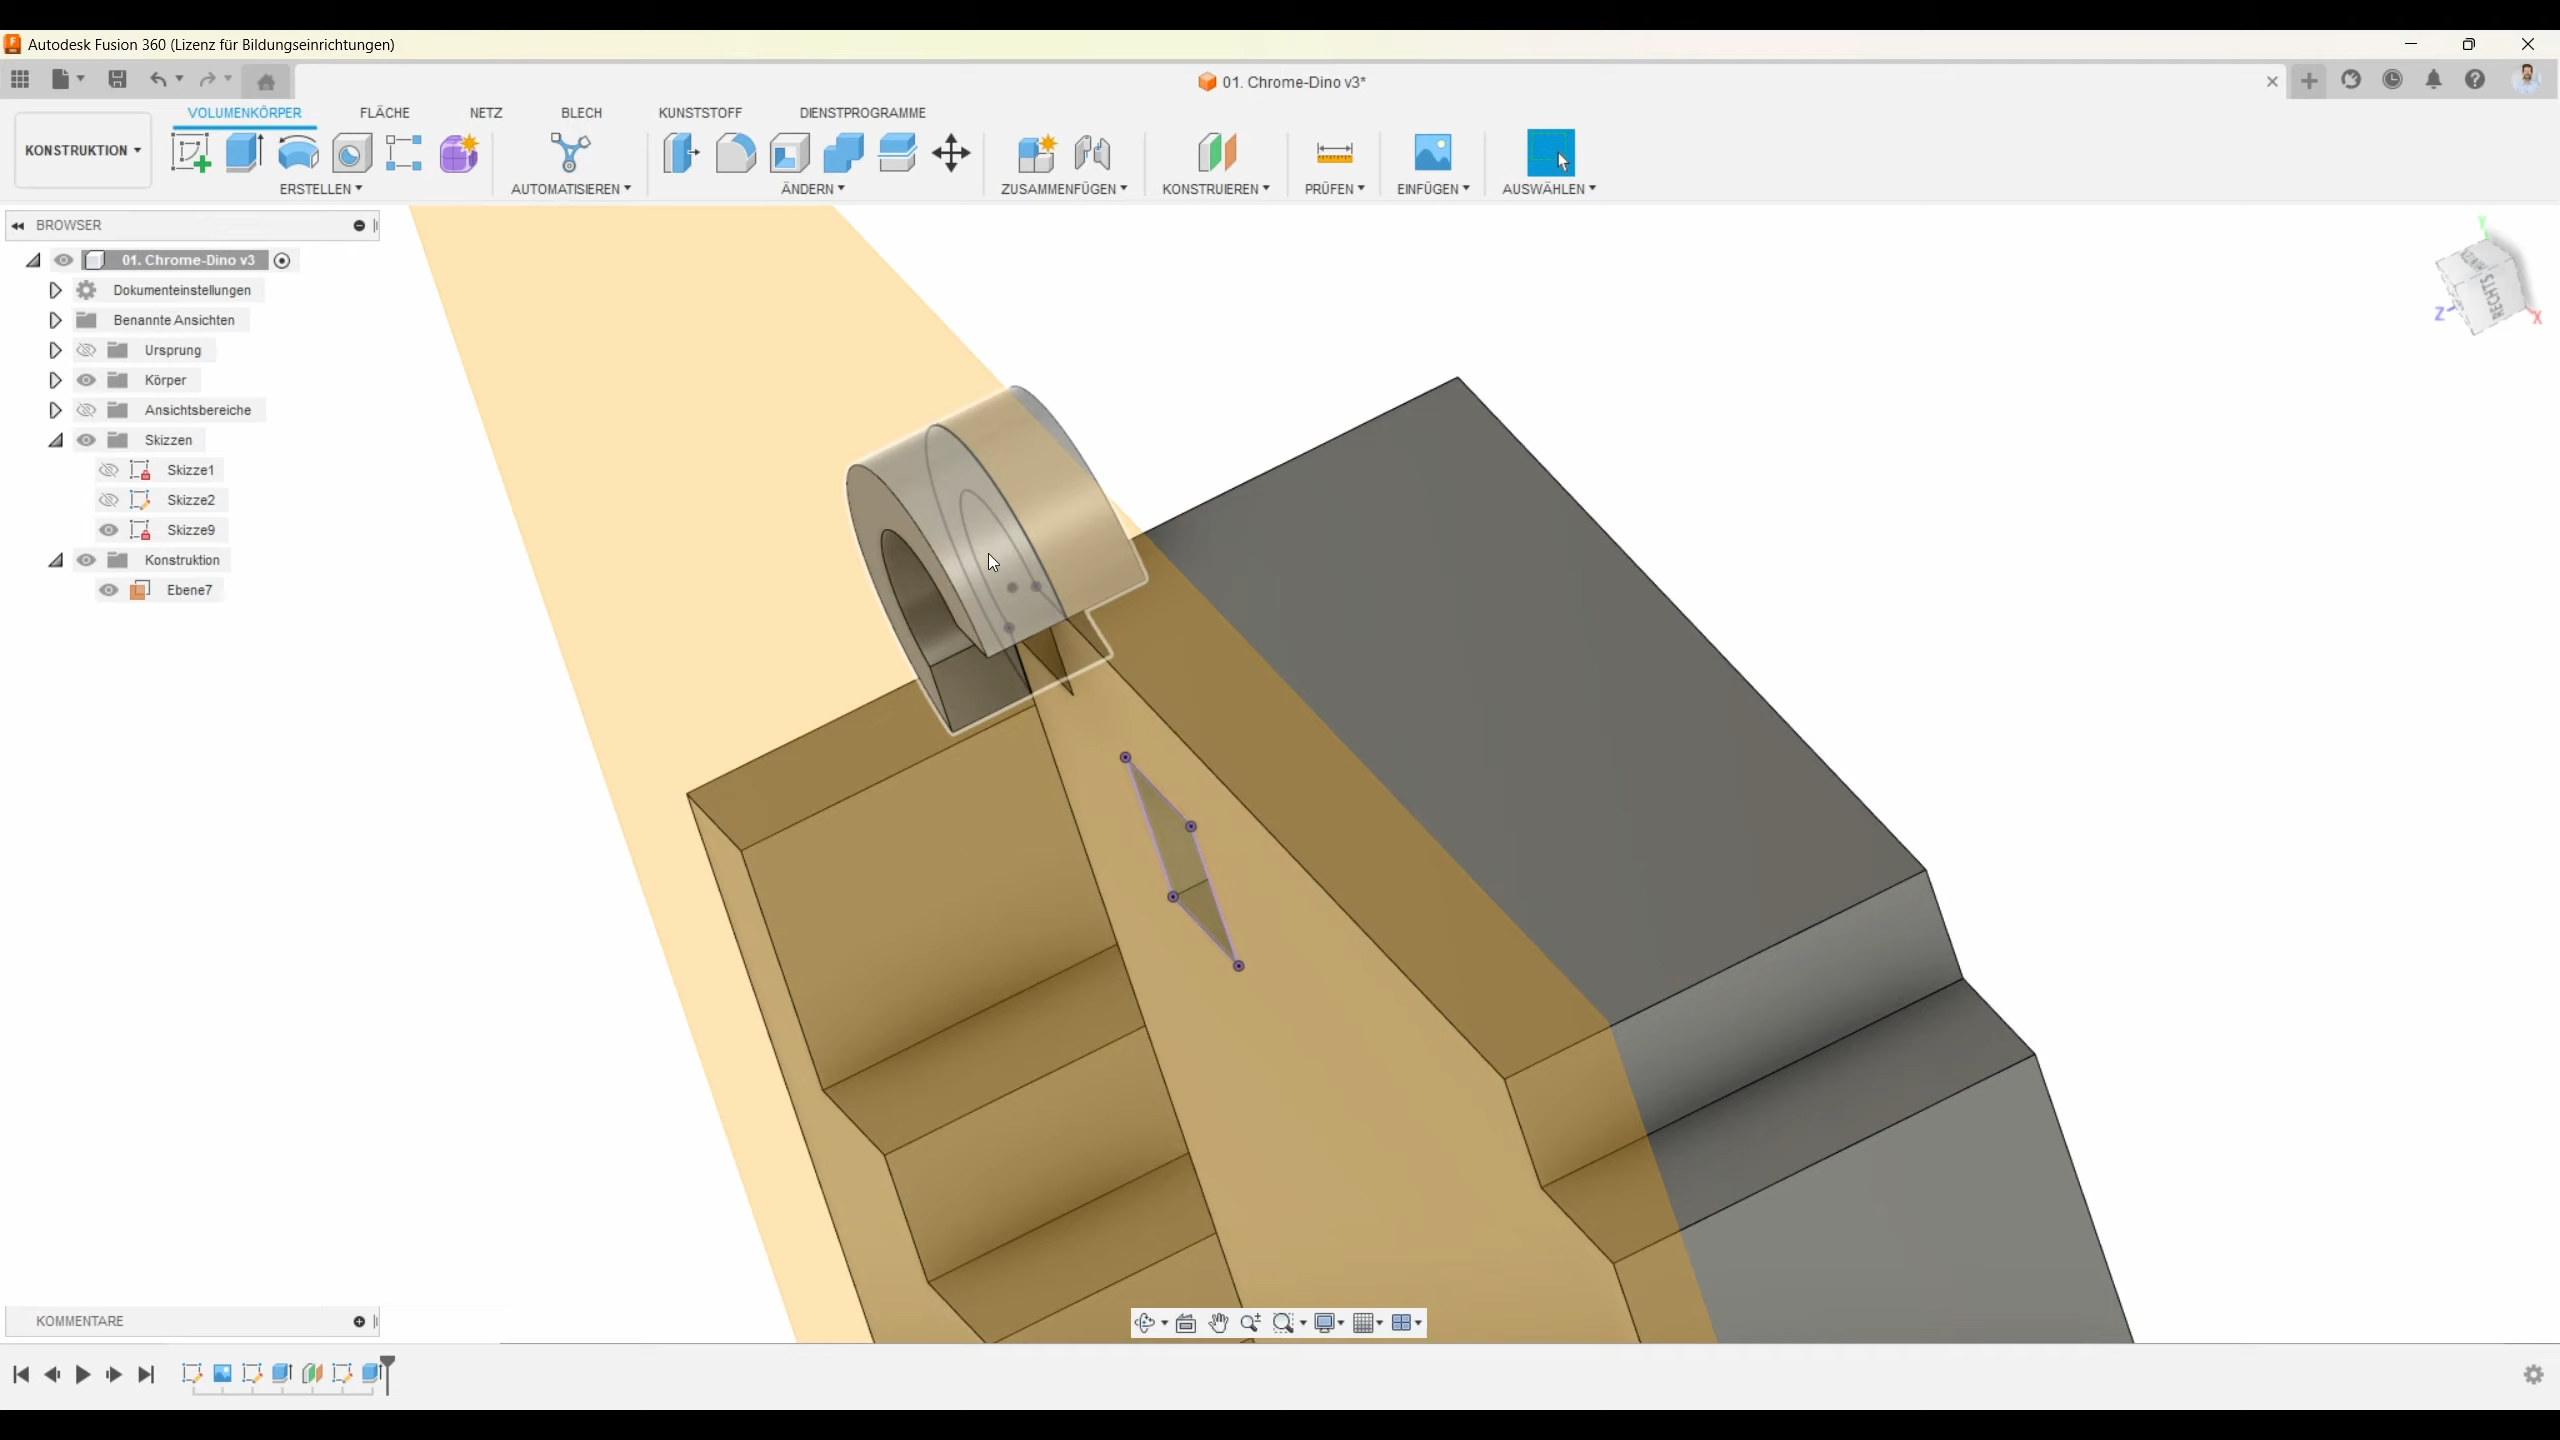 Autodesk Fusion 360 (Lizenz für Bildungseinrichtungen)
01. Chrome-Dino v3*
KONSTRUKTION
VOLUMENKÖRPER
FLÄCHE
NETZ
BLECH
KUNSTSTOFF
DIENSTPROGRAMME
ERSTELLEN
AUTOMATISIEREN
ÄNDERN
ZUSAMMENFÜGEN
KONSTRUIEREN
PRÜFEN
EINFÜGEN
AUSWÄHLEN
BROWSER
01. Chrome-Dino v3
Dokumenteinstellungen
Benannte Ansichten
Ursprung
Körper
Ansichtsbereiche
Skizzen
Skizze1
Skizze2
Skizze9
Konstruktion
Ebene7
Y
RECHTS
Z
X
KOMMENTARE